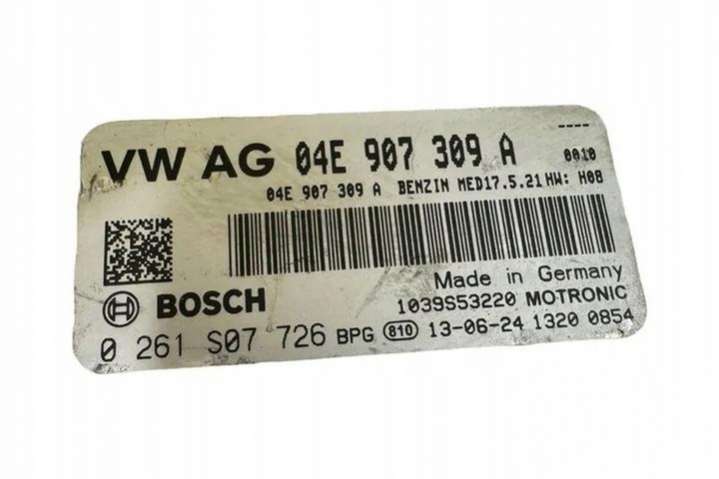 ----
VW AG 04E 907 309 A 0010
04E 907 309 A BENZIN MED17.5.21 HW: H08
Made in Germany
BOSCH 1039S53220 MOTRONIC
0 261 S07 726 BPG 810 13-06-24 1320 0854